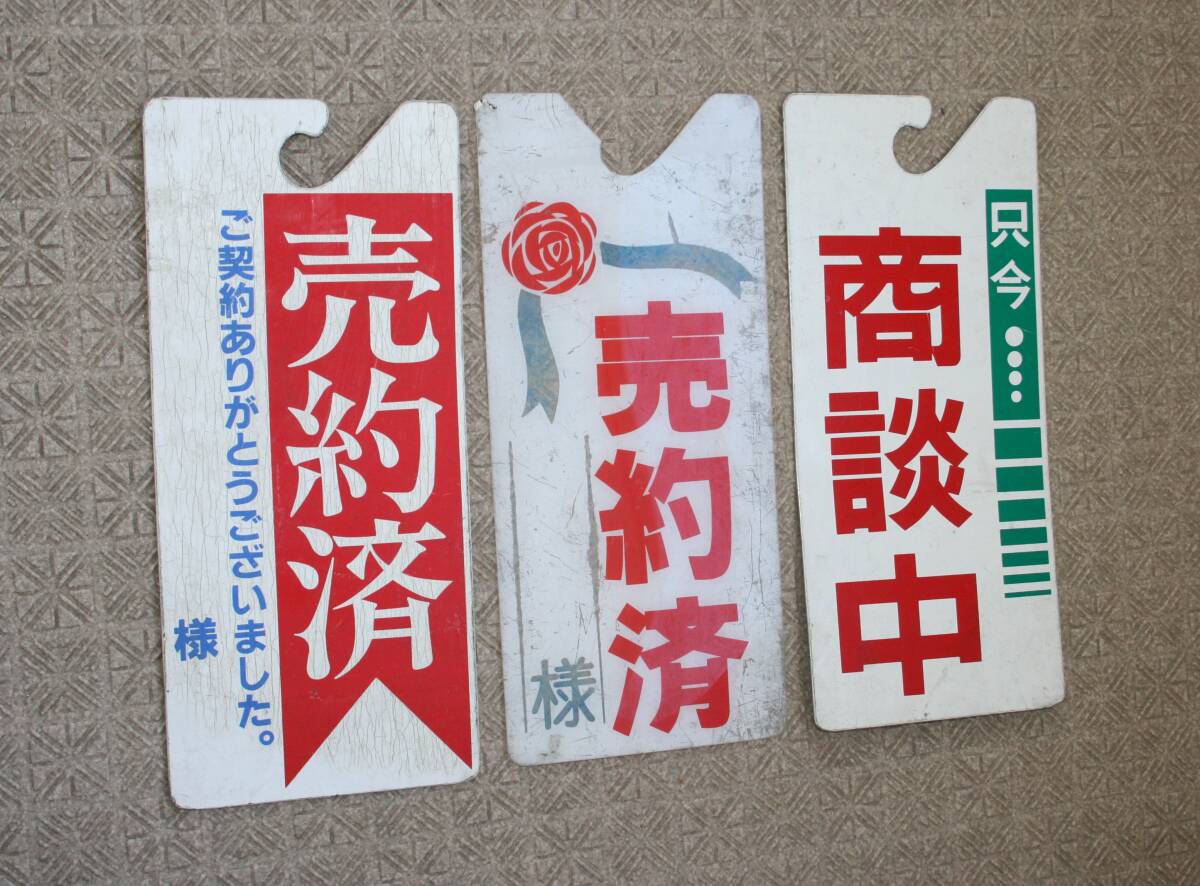 売約済
ご契約ありがとうございました。
様
売約済
様
只今••••
商談中